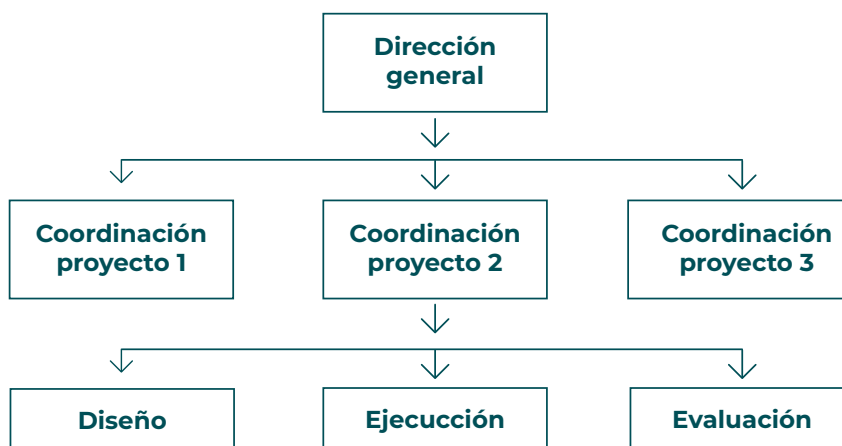 Dirección
general
Coordinación
proyecto 1
Coordinación
proyecto 2
Coordinación
proyecto 3
Diseño
Ejecucción
Evaluación